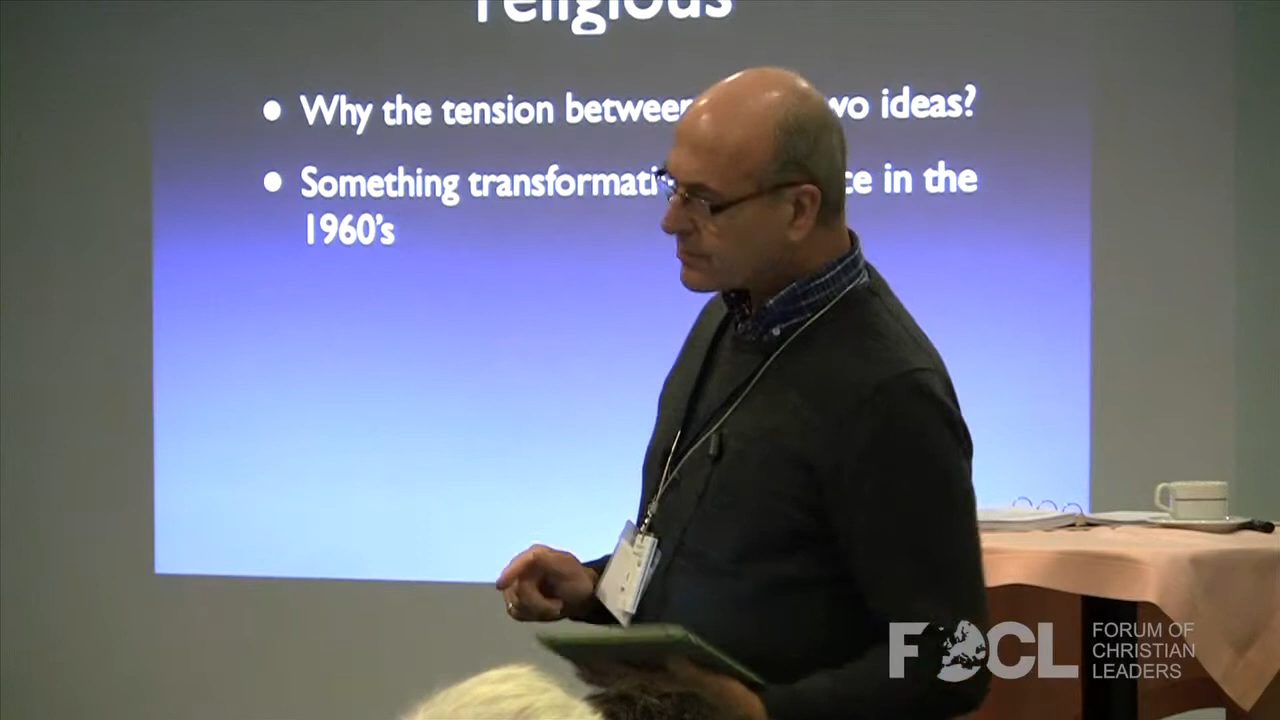 religious
• Why the tension between wo ideas?
• Something transformati ce in the
1960's
FOCL
FORUM OF
CHRISTIAN
LEADERS